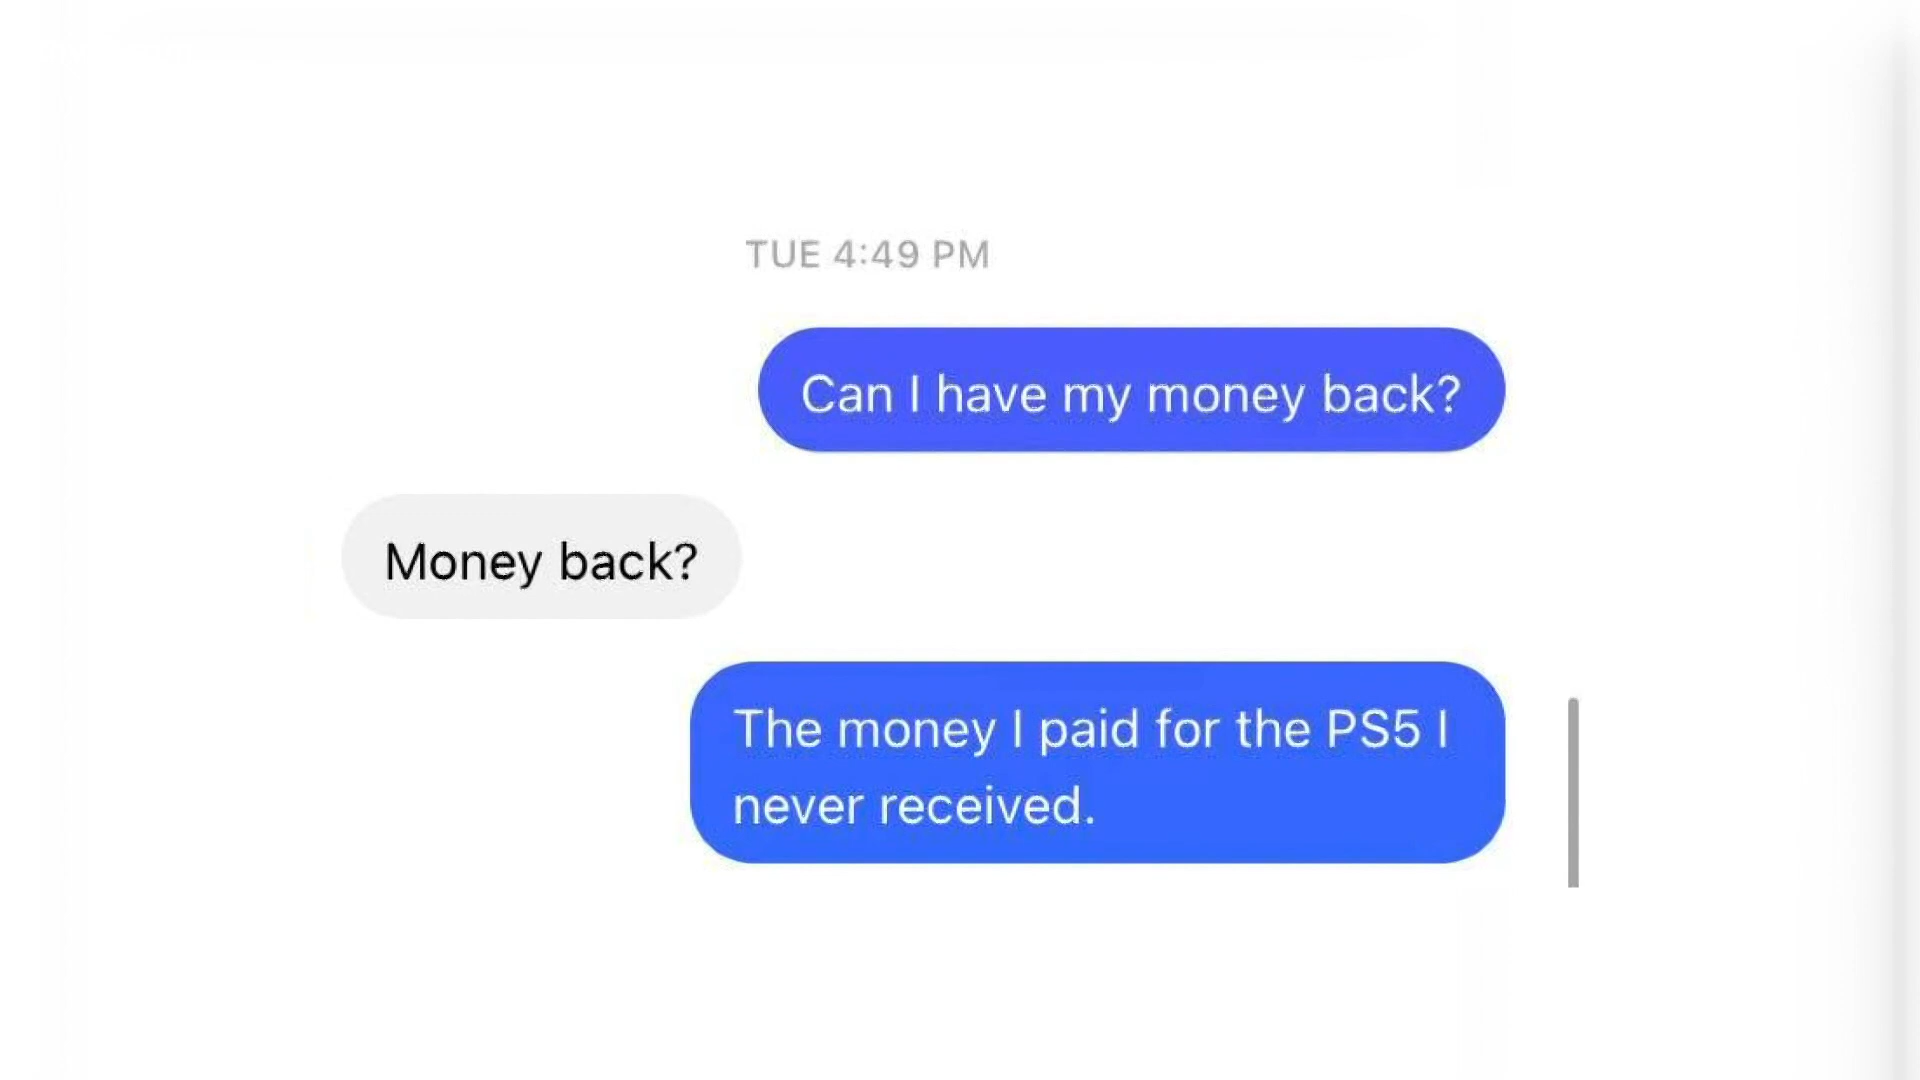 TUE 4:49 PM
Can I have my money back?
Money back?
The money I paid for the PS5 I
never received.